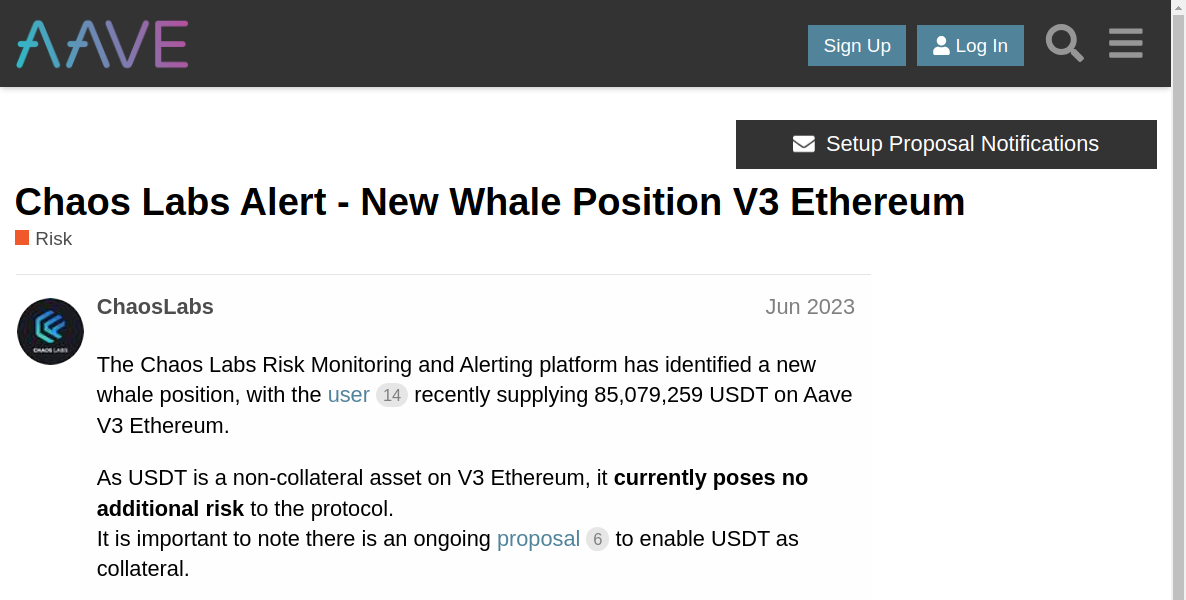 AAVE
Sign Up
Log In
Setup Proposal Notifications
Chaos Labs Alert - New Whale Position V3 Ethereum
Risk
ChaosLabs
Jun 2023
CHAOS LABS
The Chaos Labs Risk Monitoring and Alerting platform has identified a new
whale position, with the user 14 recently supplying 85,079,259 USDT on Aave
V3 Ethereum.
As USDT is a non-collateral asset on V3 Ethereum, it currently poses no
additional risk to the protocol.
It is important to note there is an ongoing proposal 6 to enable USDT as
collateral.